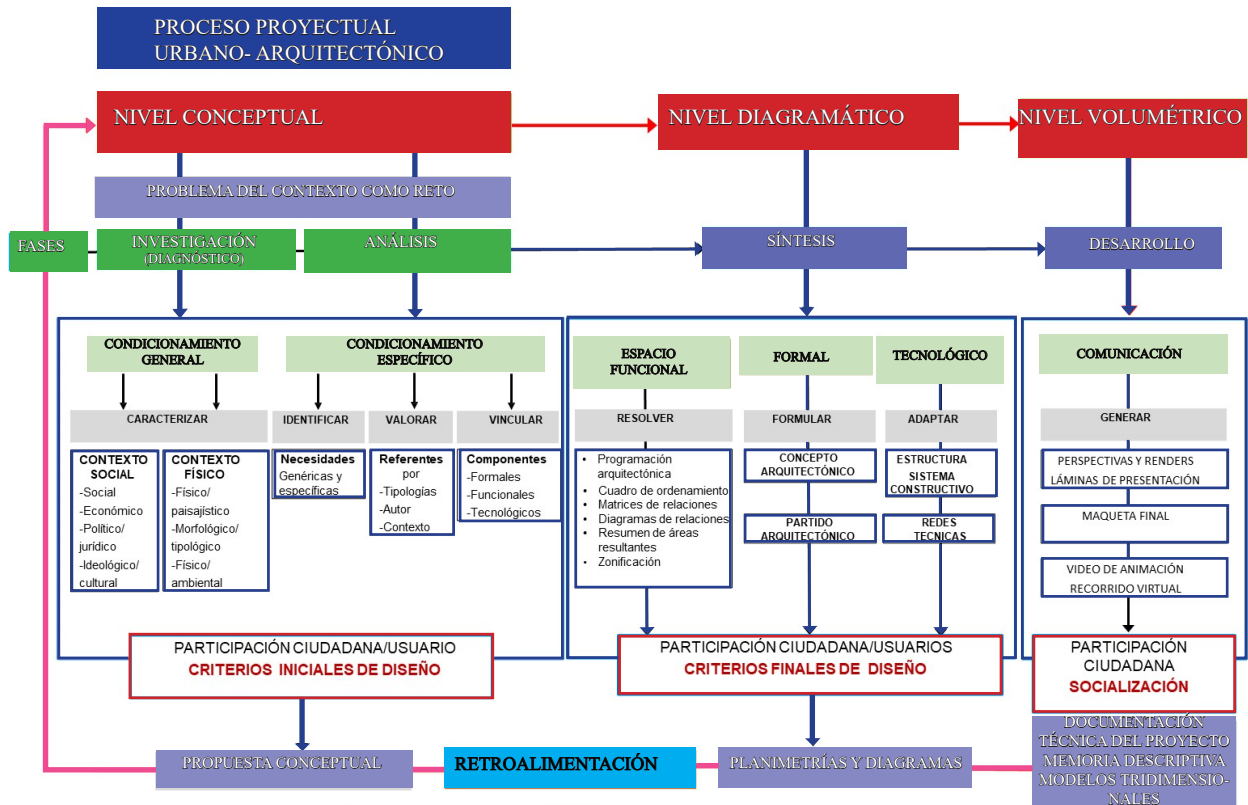 PROCESO PROYECTUAL
URBANO- ARQUITECTÓNICO
NIVEL CONCEPTUAL
NIVEL DIAGRAMÁTICO
NIVEL VOLUMÉTRICO
PROBLEMA DEL CONTEXTO COMO RETO
FASES
INVESTIGACIÓN
(DIAGNÓSTICO)
ANÁLISIS
SÍNTESIS
DESARROLLO
CONDICIONAMIENTO
GENERAL
CONDICIONAMIENTO
ESPECÍFICO
ESPACIO
FUNCIONAL
FORMAL
TECNOLÓGICO
COMUNICACIÓN
CARACTERIZAR
IDENTIFICAR
VALORAR
VINCULAR
RESOLVER
FORMULAR
ADAPTAR
GENERAR
CONTEXTO
SOCIAL
-Social
-Económico
-Político/
jurídico
-Ideológico/
cultural
CONTEXTO
FÍSICO
-Físico/
paisajístico
-Morfológico/
tipológico
-Físico/
ambiental
Necesidades
Genéricas y
específicas
Referentes
por
-Tipologías
-Autor
-Contexto
Componentes
-Formales
-Funcionales
-Tecnológicos
• Programación
arquitectónica
• Cuadro de ordenamiento
• Matrices de relaciones
• Diagramas de relaciones
• Resumen de áreas
resultantes
• Zonificación
CONCEPTO
ARQUITECTÓNICO
PARTIDO
ARQUITECTÓNICO
ESTRUCTURA
SISTEMA
CONSTRUCTIVO
REDES
TECNICAS
PERSPECTIVAS Y RENDERS
LÁMINAS DE PRESENTACIÓN
MAQUETA FINAL
VIDEO DE ANIMACIÓN
RECORRIDO VIRTUAL
PARTICIPACIÓN CIUDADANA/USUARIO
CRITERIOS INICIALES DE DISEÑO
PARTICIPACIÓN CIUDADANA/USUARIOS
CRITERIOS FINALES DE DISEÑO
PARTICIPACIÓN
CIUDADANA
SOCIALIZACIÓN
PROPUESTA CONCEPTUAL
RETROALIMENTACIÓN
PLANIMETRÍAS Y DIAGRAMAS
DOCUMENTACIÓN
TÉCNICA DEL PROYECTO
MEMORIA DESCRIPTIVA
MODELOS TRIDIMENSIO-
NALES